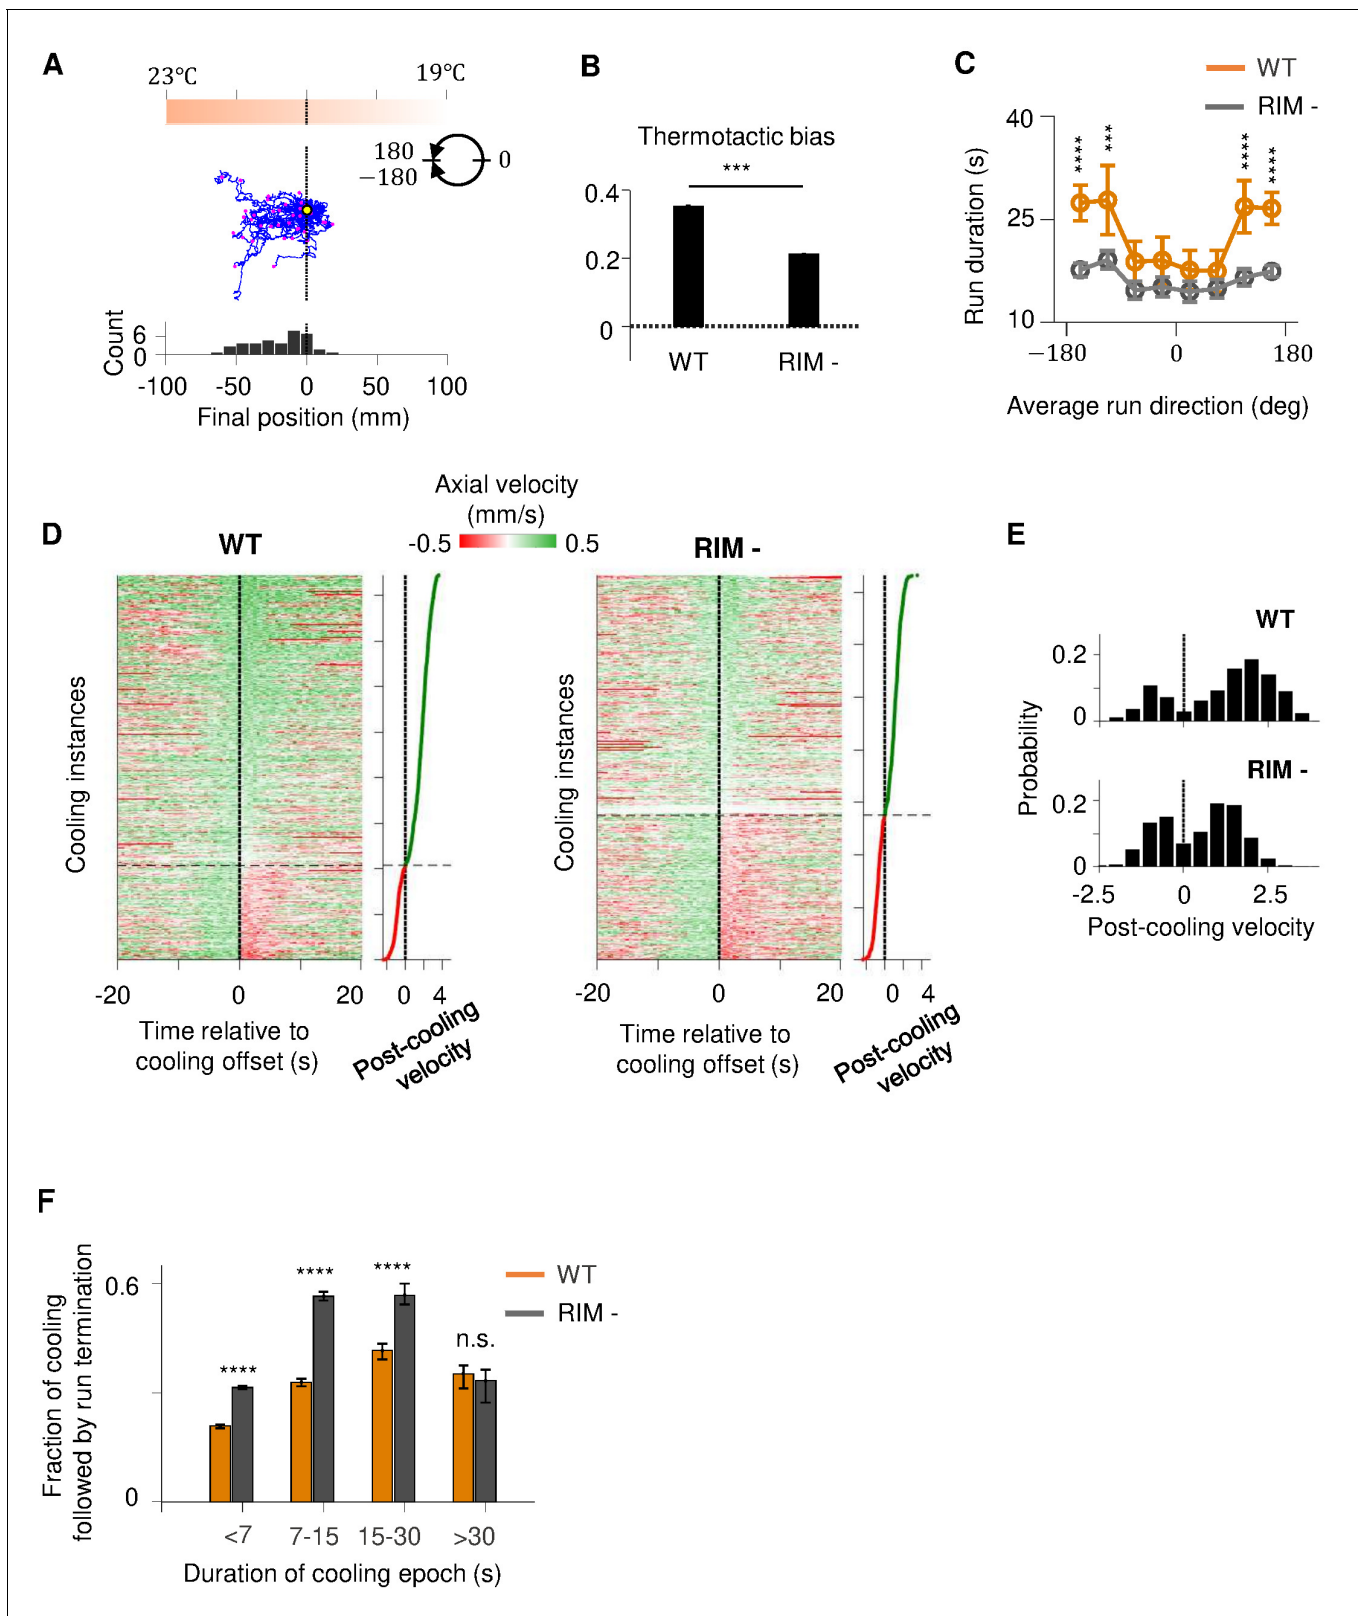 A
23°C
19°C
180
−180
0
Count
6
0
-100
-50
0
50
100
Final position (mm)
B
Thermotactic bias
***
0.4
0.2
0
WT
RIM -
C
WT
RIM -
Run duration (s)
40
25
10
****
***
****
****
−180
0
180
Average run direction (deg)
D
Axial velocity
(mm/s)
-0.5
0.5
WT
Cooling instances
-20
0
20
Time relative to
cooling offset (s)
0
4
Post-cooling
velocity
RIM -
Cooling instances
-20
0
20
Time relative to
cooling offset (s)
0
4
Post-cooling
velocity
E
WT
0.2
0
Probability
RIM -
0.2
0
-2.5
0
2.5
Post-cooling velocity
F
Fraction of cooling
followed by run termination
0.6
0
****
****
****
n.s.
WT
RIM -
<7
7-15
15-30
>30
Duration of cooling epoch (s)